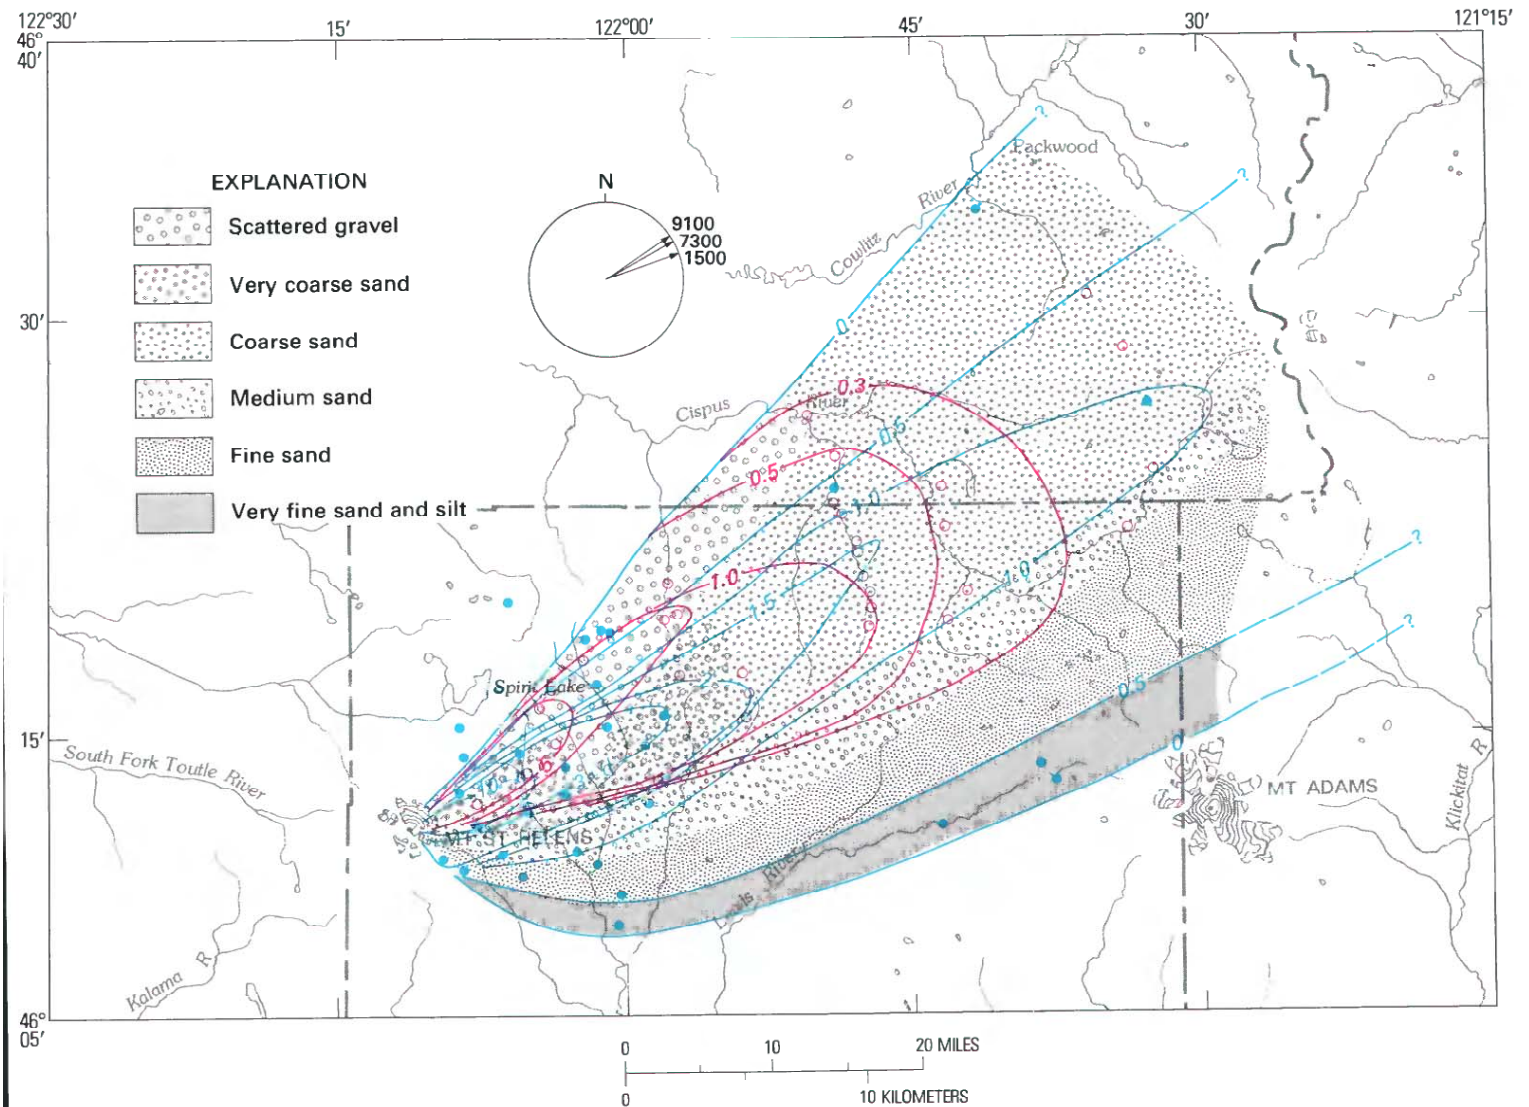 122°30′
15′
122°00′
45′
30′
121°15′
46°
40′
EXPLANATION
Scattered gravel
Very coarse sand
Coarse sand
Medium sand
Fine sand
Very fine sand and silt
N
9100
7300
1500
?
Packwood
?
Cowlitz River
30′
0
0.3
Cispus River
0.5
0.5
1.0
1.0
1.0
1.5
?
?
Spirit Lake
0.5
0
15′
South Fork Toutle River
6
MT ST HELENS
MT ADAMS
Klickitat R
River
Kalama R
46°
05′
0 10 20 MILES
0 10 KILOMETERS